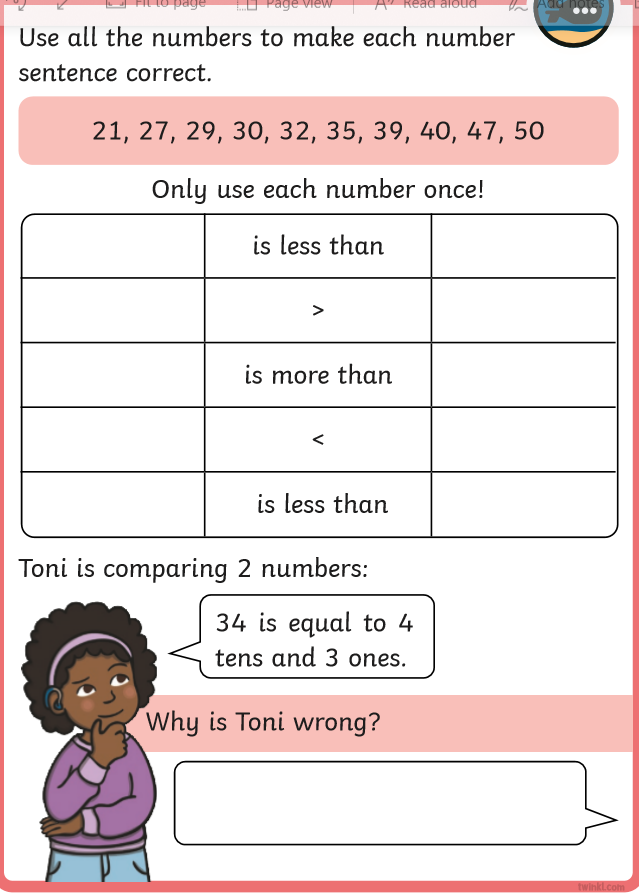 Fit to page Page view Read aloud Add notes
Use all the numbers to make each number
sentence correct.
21, 27, 29, 30, 32, 35, 39, 40, 47, 50
Only use each number once!
is less than
>
is more than
<
is less than
Toni is comparing 2 numbers:
34 is equal to 4
tens and 3 ones.
Why is Toni wrong?
twinkl.com